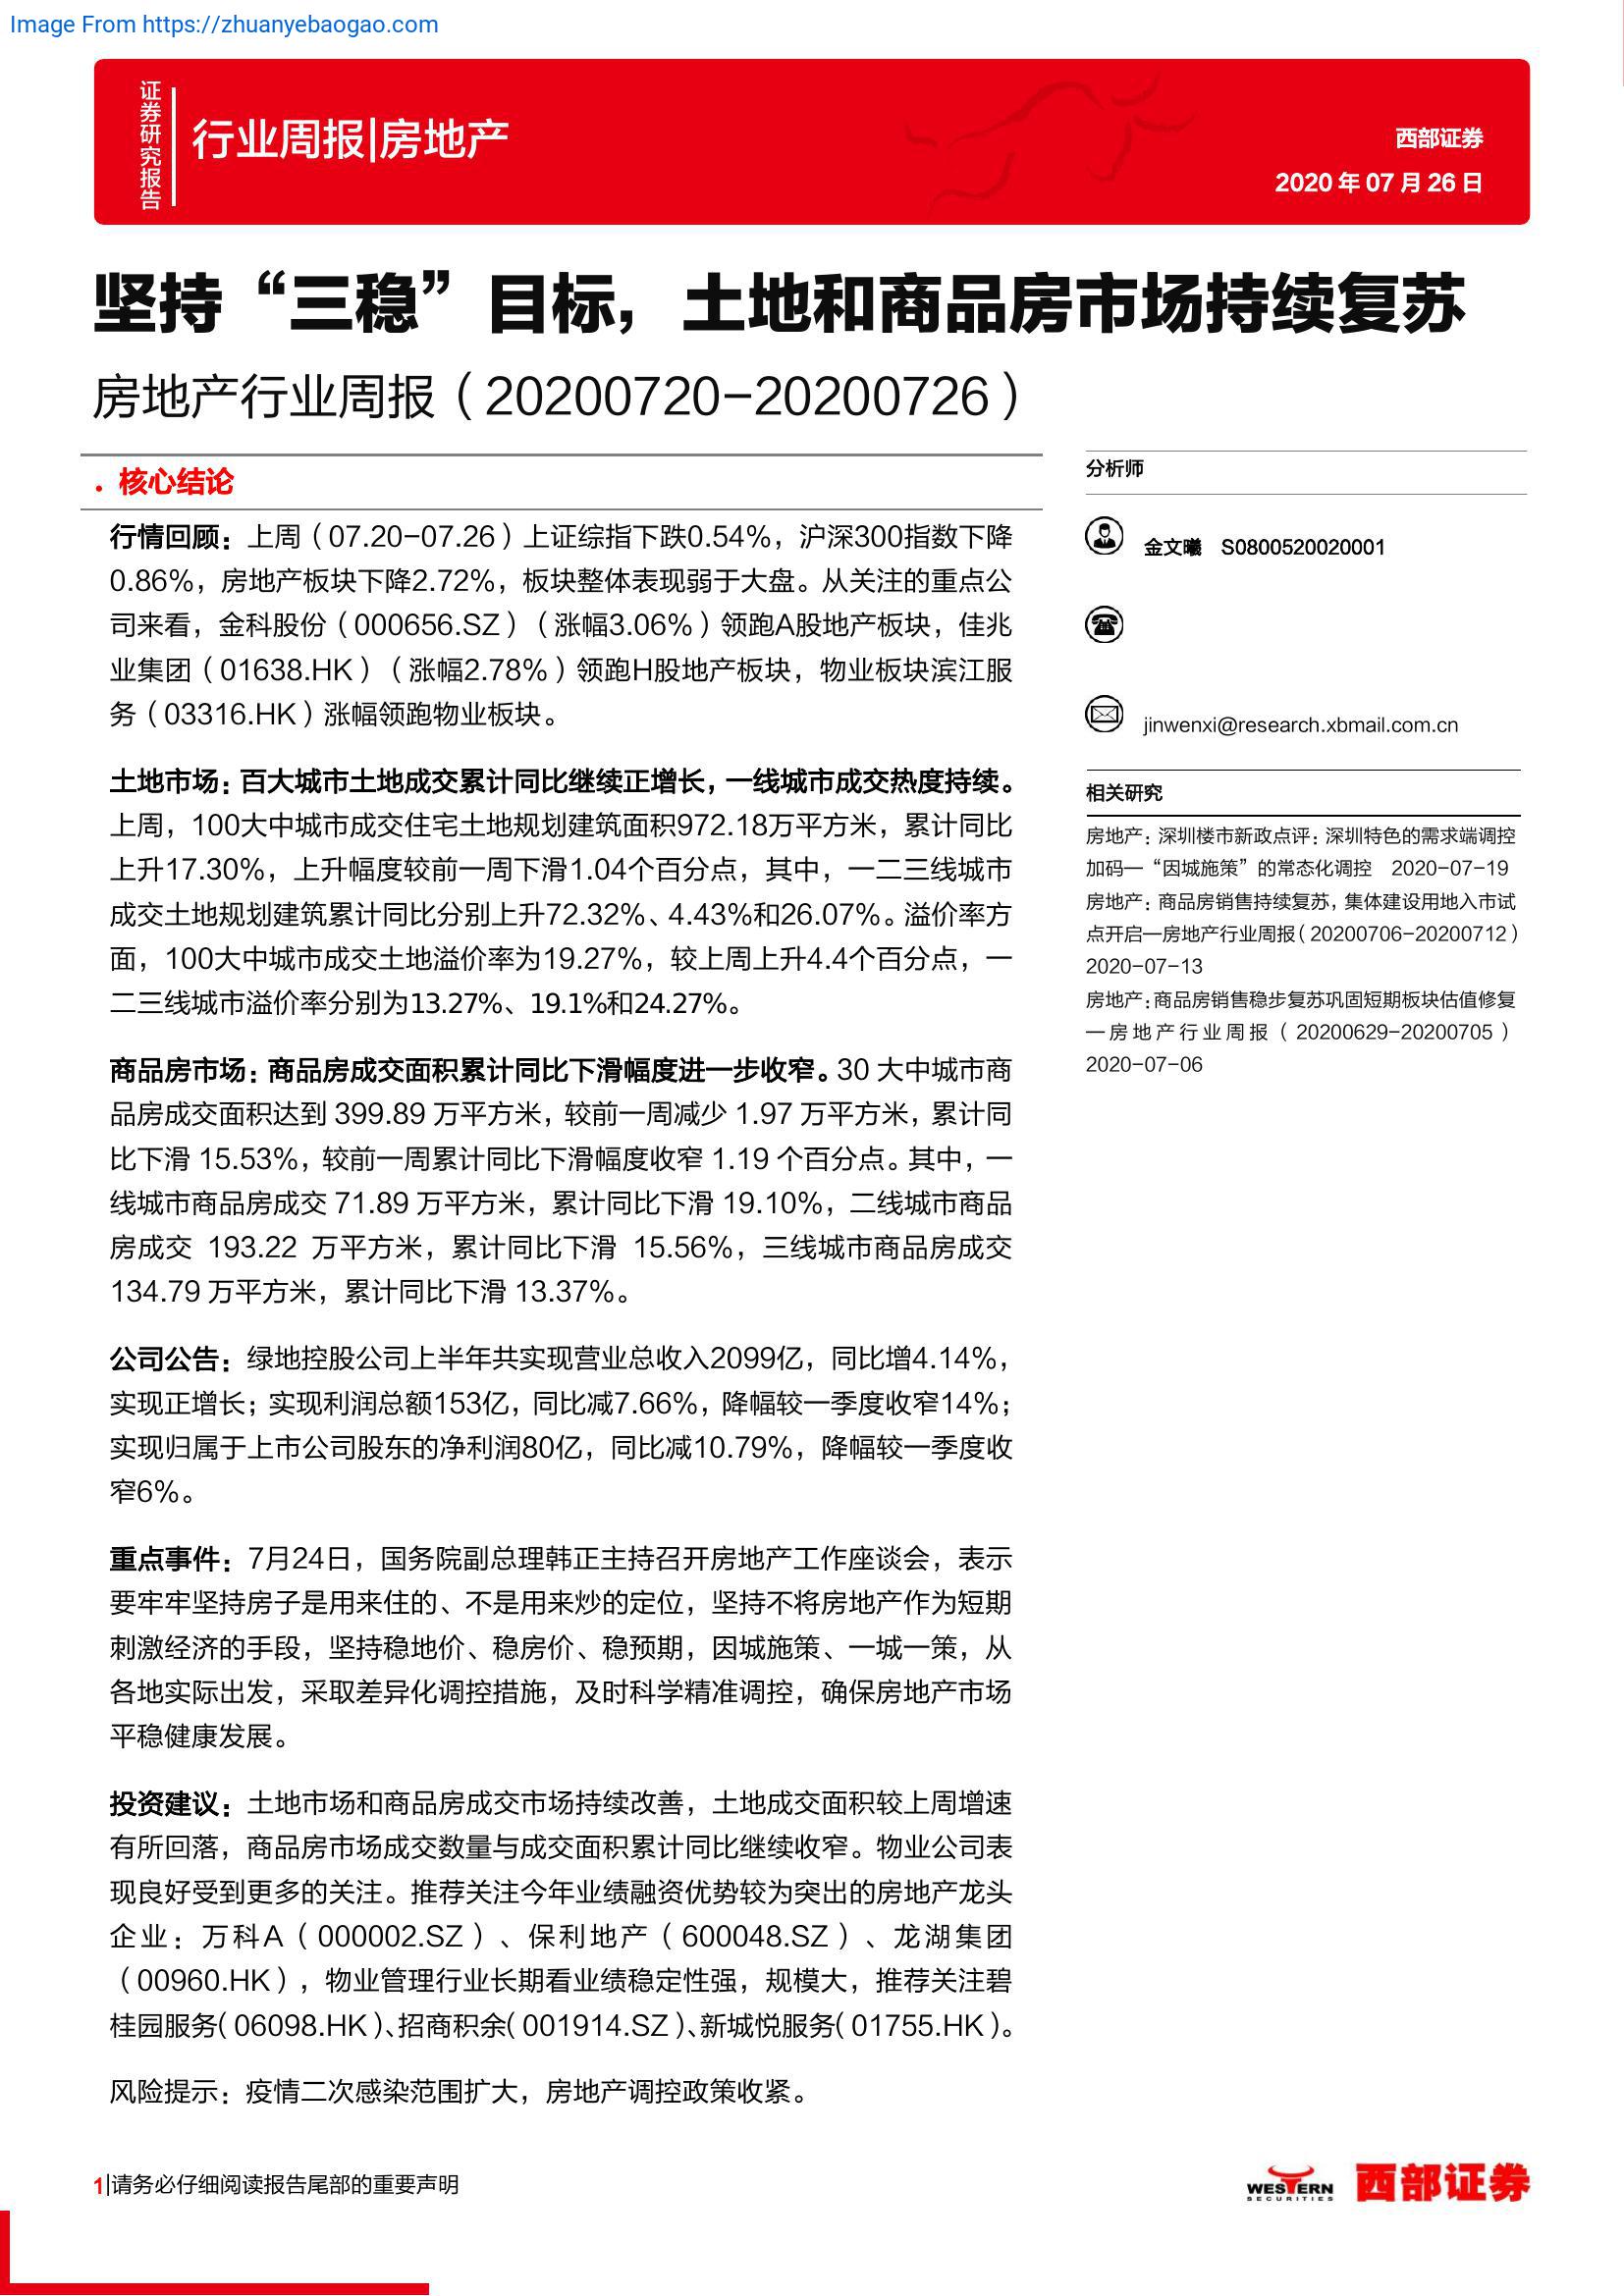 Image From https://zhuanyebaogao.com
证券研究报告
行业周报|房地产
西部证券
2020 年 07 月 26 日
坚持“三稳”目标，土地和商品房市场持续复苏
房地产行业周报（20200720-20200726）
• 核心结论
行情回顾：上周（07.20-07.26）上证综指下跌0.54%，沪深300指数下降
0.86%，房地产板块下降2.72%，板块整体表现弱于大盘。从关注的重点公
司来看，金科股份（000656.SZ）（涨幅3.06%）领跑A股地产板块，佳兆
业集团（01638.HK）（涨幅2.78%）领跑H股地产板块，物业板块滨江服
务（03316.HK）涨幅领跑物业板块。
土地市场：百大城市土地成交累计同比继续正增长，一线城市成交热度持续。
上周，100大中城市成交住宅土地规划建筑面积972.18万平方米，累计同比
上升17.30%，上升幅度较前一周下滑1.04个百分点，其中，一二三线城市
成交土地规划建筑累计同比分别上升72.32%、4.43%和26.07%。溢价率方
面，100大中城市成交土地溢价率为19.27%，较上周上升4.4个百分点，一
二三线城市溢价率分别为13.27%、19.1%和24.27%。
商品房市场：商品房成交面积累计同比下滑幅度进一步收窄。30 大中城市商
品房成交面积达到 399.89 万平方米，较前一周减少 1.97 万平方米，累计同
比下滑 15.53%，较前一周累计同比下滑幅度收窄 1.19 个百分点。其中，一
线城市商品房成交 71.89 万平方米，累计同比下滑 19.10%，二线城市商品
房成交 193.22 万平方米，累计同比下滑 15.56%，三线城市商品房成交
134.79 万平方米，累计同比下滑 13.37%。
公司公告：绿地控股公司上半年共实现营业总收入2099亿，同比增4.14%，
实现正增长；实现利润总额153亿，同比减7.66%，降幅较一季度收窄14%；
实现归属于上市公司股东的净利润80亿，同比减10.79%，降幅较一季度收
窄6%。
重点事件：7月24日，国务院副总理韩正主持召开房地产工作座谈会，表示
要牢牢坚持房子是用来住的、不是用来炒的定位，坚持不将房地产作为短期
刺激经济的手段，坚持稳地价、稳房价、稳预期，因城施策、一城一策，从
各地实际出发，采取差异化调控措施，及时科学精准调控，确保房地产市场
平稳健康发展。
投资建议：土地市场和商品房成交市场持续改善，土地成交面积较上周增速
有所回落，商品房市场成交数量与成交面积累计同比继续收窄。物业公司表
现良好受到更多的关注。推荐关注今年业绩融资优势较为突出的房地产龙头
企业：万科A（000002.SZ）、保利地产（600048.SZ）、龙湖集团
（00960.HK），物业管理行业长期看业绩稳定性强，规模大，推荐关注碧
桂园服务（06098.HK）、招商积余（001914.SZ）、新城悦服务（01755.HK）。
风险提示：疫情二次感染范围扩大，房地产调控政策收紧。
分析师
金文曦 S0800520020001
jinwenxi@research.xbmail.com.cn
相关研究
房地产：深圳楼市新政点评：深圳特色的需求端调控
加码—“因城施策”的常态化调控 2020-07-19
房地产：商品房销售持续复苏，集体建设用地入市试
点开启—房地产行业周报（20200706-20200712）
2020-07-13
房地产：商品房销售稳步复苏巩固短期板块估值修复
—房地产行业周报（20200629-20200705）
2020-07-06
1|请务必仔细阅读报告尾部的重要声明
WESTERN
SECURITIES
西部证券